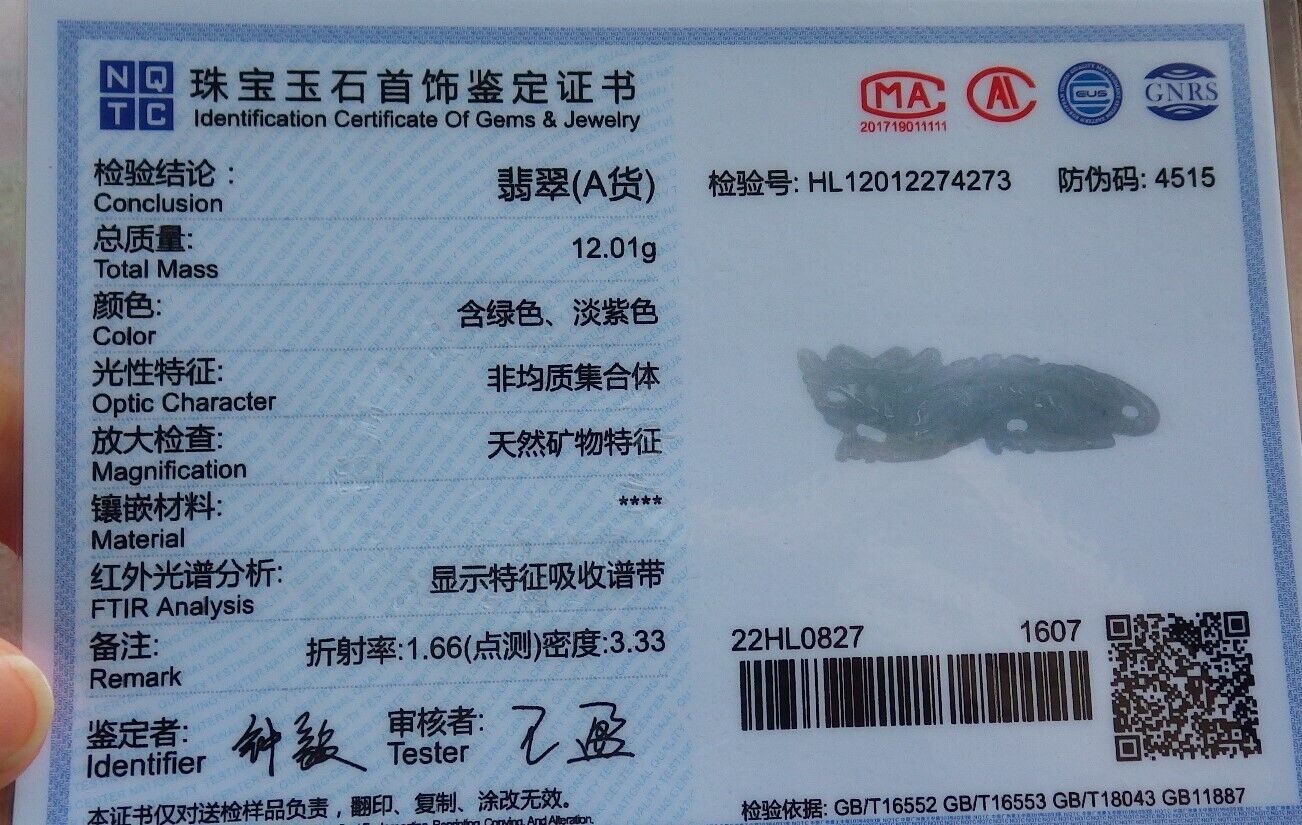 NQ
TC
珠宝玉石首饰鉴定证书
Identification Certificate Of Gems & Jewelry
MA
201719011111
EUS
GNRS
检验结论： 翡翠(A货)
Conclusion
检验号: HL12012274273 防伪码: 4515
总质量: 12.01g
Total Mass
颜色: 含绿色、淡紫色
Color
光性特征: 非均质集合体
Optic Character
放大检查: 天然矿物特征
Magnification
镶嵌材料: ****
Material
红外光谱分析: 显示特征吸收谱带
FTIR Analysis
备注: 折射率:1.66(点测)密度:3.33
Remark
22HL0827 1607
鉴定者:
Identifier
审核者:
Tester
本证书仅对送检样品负责，翻印、复制、涂改无效。
Reprinting, Copying, And Alteration.
检验依据: GB/T16552 GB/T16553 GB/T18043 GB11887